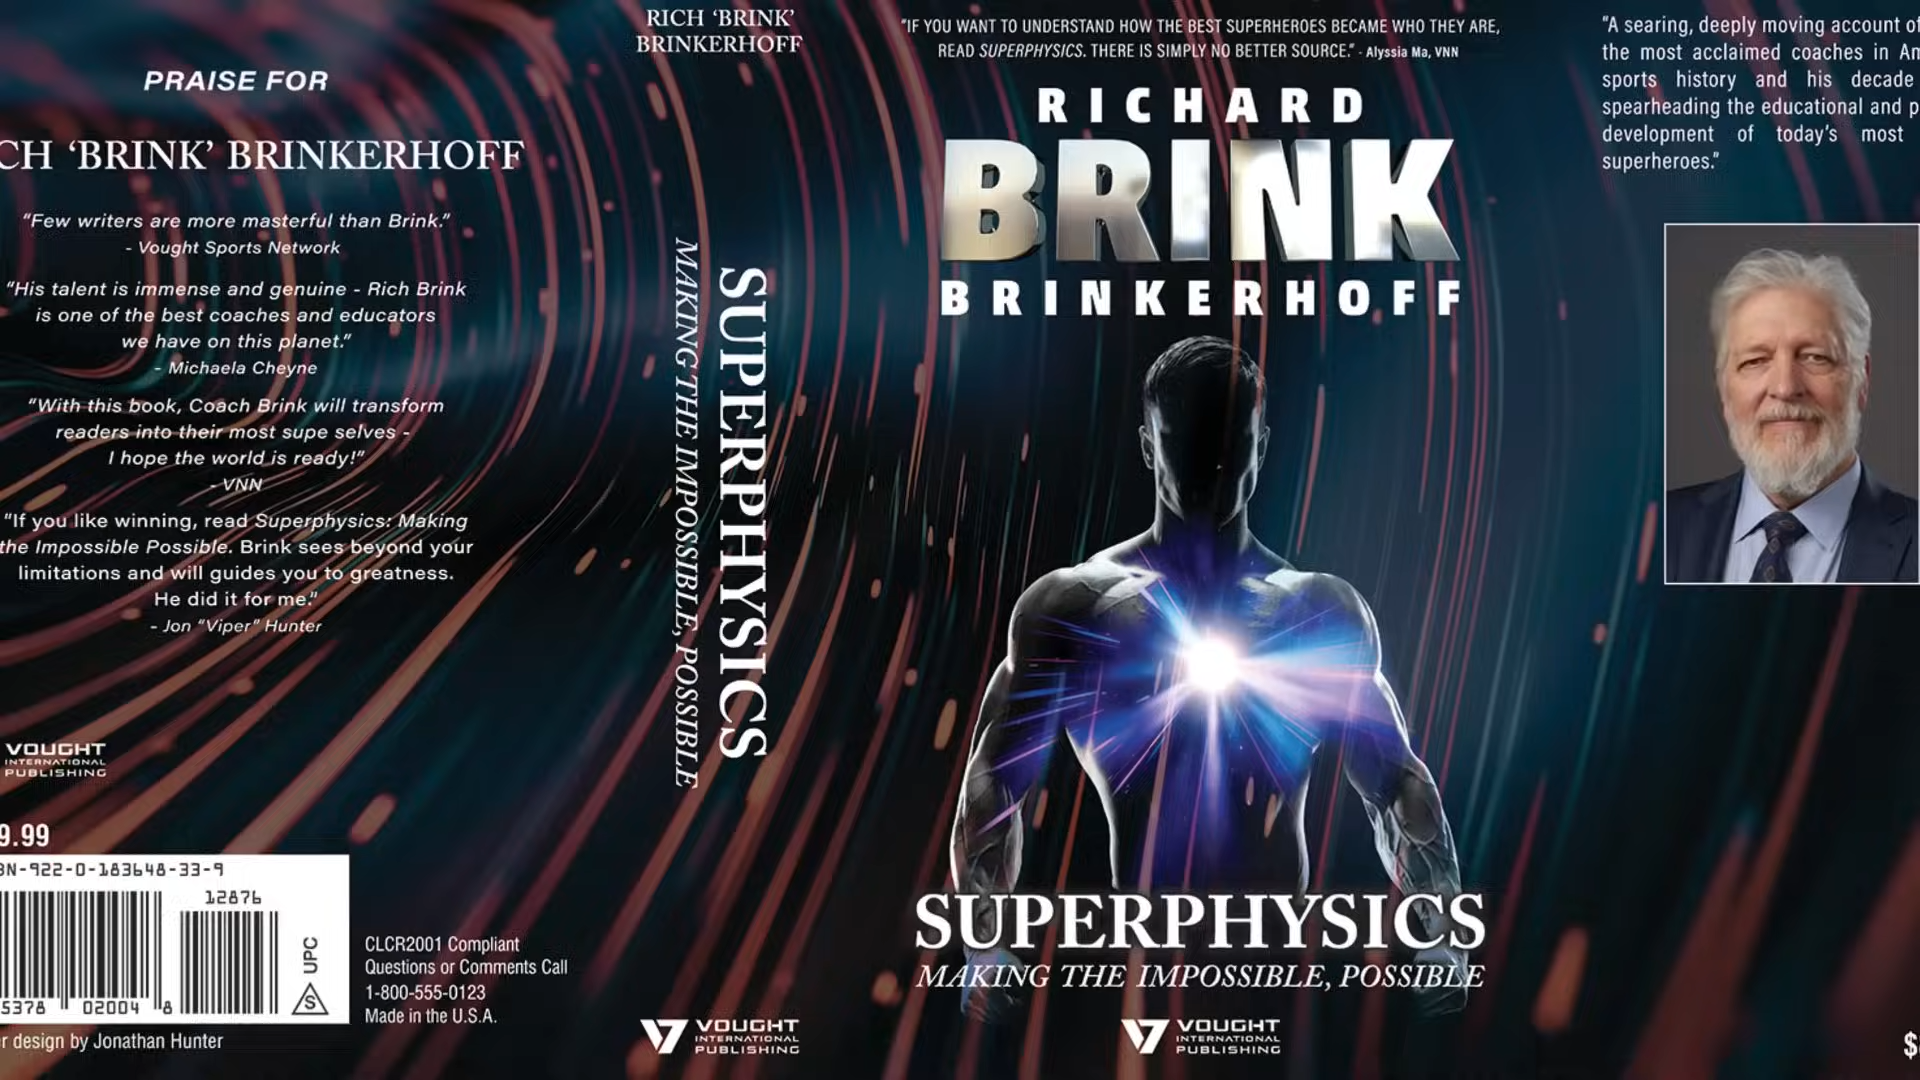 PRAISE FOR
CH ‘BRINK’ BRINKERHOFF
“Few writers are more masterful than Brink.”
- Vought Sports Network
“His talent is immense and genuine - Rich Brink
is one of the best coaches and educators
we have on this planet.”
- Michaela Cheyne
“With this book, Coach Brink will transform
readers into their most supe selves -
I hope the world is ready!”
- VNN
“If you like winning, read Superphysics: Making
the Impossible Possible. Brink sees beyond your
limitations and will guides you to greatness.
He did it for me.”
- Jon “Viper” Hunter
VOUGHT
INTERNATIONAL
PUBLISHING
9.99
BN-922-0-183648-33-9
12876
5378 02004 8
UPC
S
CLCR2001 Compliant
Questions or Comments Call
1-800-555-0123
Made in the U.S.A.
r design by Jonathan Hunter
RICH ‘BRINK’
BRINKERHOFF
SUPERPHYSICS
MAKING THE IMPOSSIBLE, POSSIBLE
VOUGHT
INTERNATIONAL
PUBLISHING
“IF YOU WANT TO UNDERSTAND HOW THE BEST SUPERHEROES BECAME WHO THEY ARE,
READ SUPERPHYSICS. THERE IS SIMPLY NO BETTER SOURCE.” - Alyssia Ma, VNN
RICHARD
BRINK
BRINKERHOFF
SUPERPHYSICS
MAKING THE IMPOSSIBLE, POSSIBLE
VOUGHT
INTERNATIONAL
PUBLISHING
“A searing, deeply moving account of
the most acclaimed coaches in Am
sports history and his decade
spearheading the educational and p
development of today’s most
superheroes.”
$